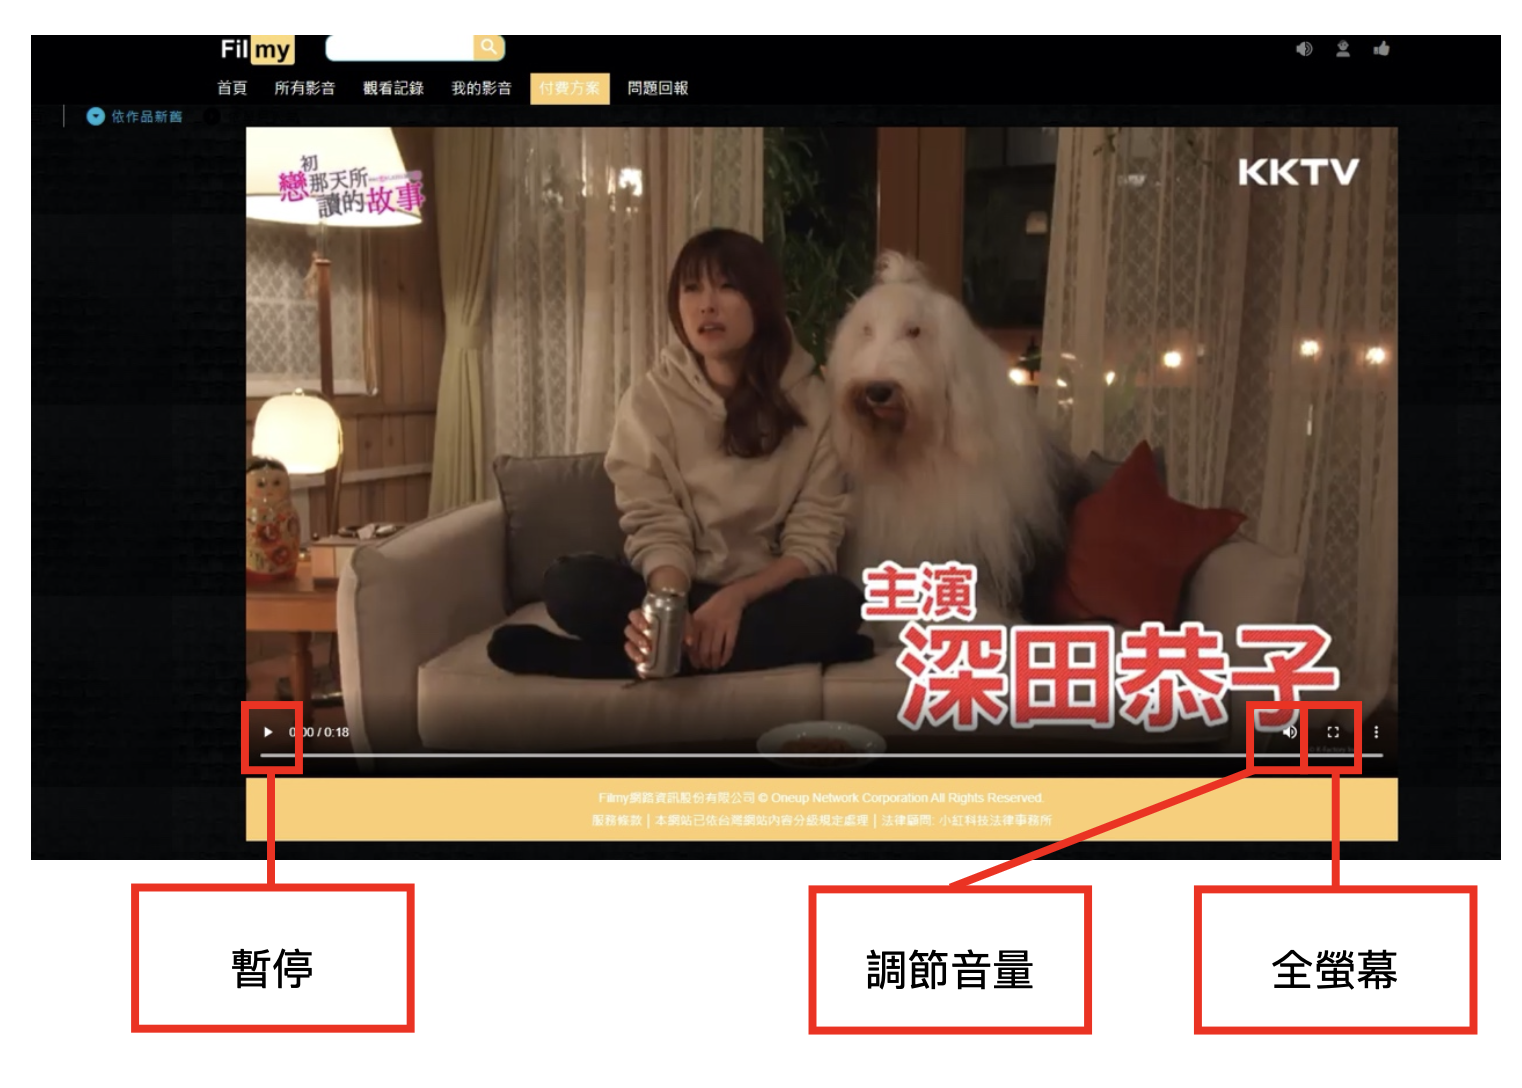 Filmy
首頁 所有影音 觀看記錄 我的影音 付費方案 問題回報
依作品新舊
初戀那天所讀的故事
KKTV
主演
深田恭子
0:00 / 0:18
Filmy網路資訊股份有限公司 © Oneup Network Corporation All Rights Reserved.
服務條款 | 本網站已依台灣網站內容分級規定處理 | 法律顧問: 小紅科技法律事務所
暫停 調節音量 全螢幕